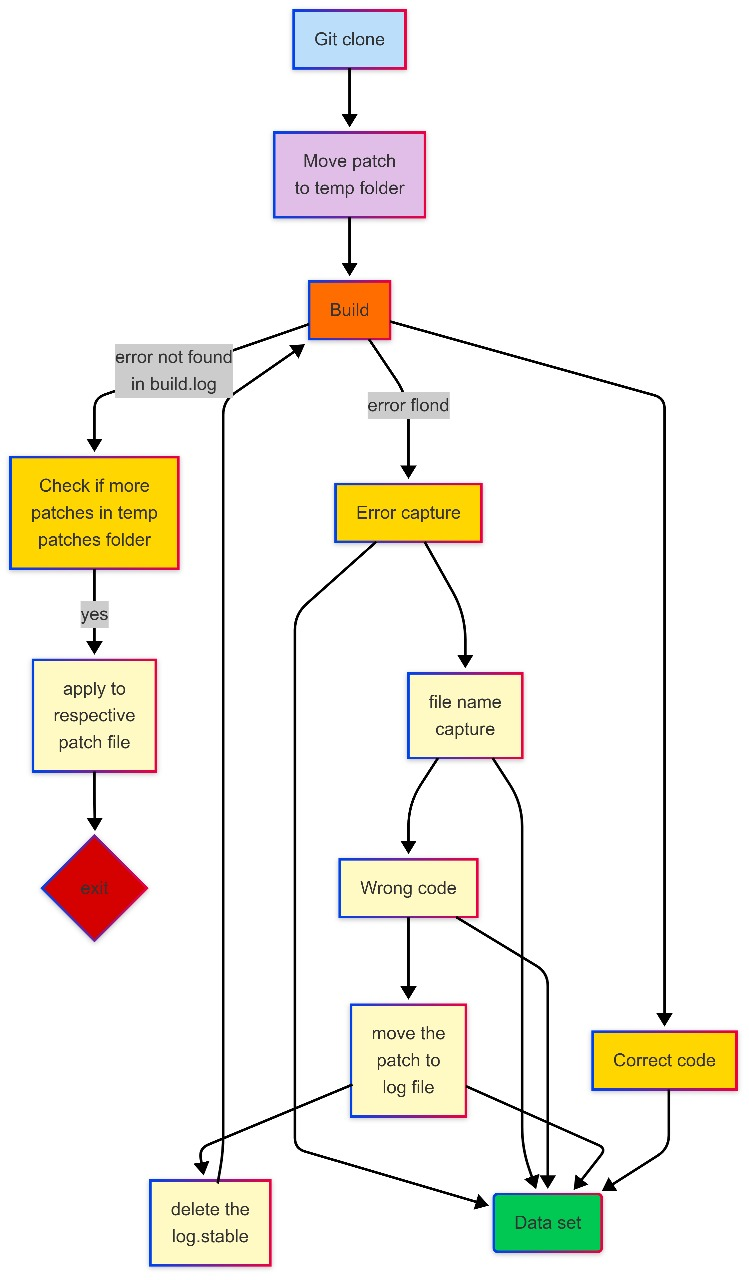 Git clone
Move patch
to temp folder
Build
error not found
in build.log
error flond
Check if more
patches in temp
patches folder
Error capture
yes
apply to
respective
patch file
file name
capture
exit
Wrong code
move the
patch to
log file
Correct code
delete the
log.stable
Data set